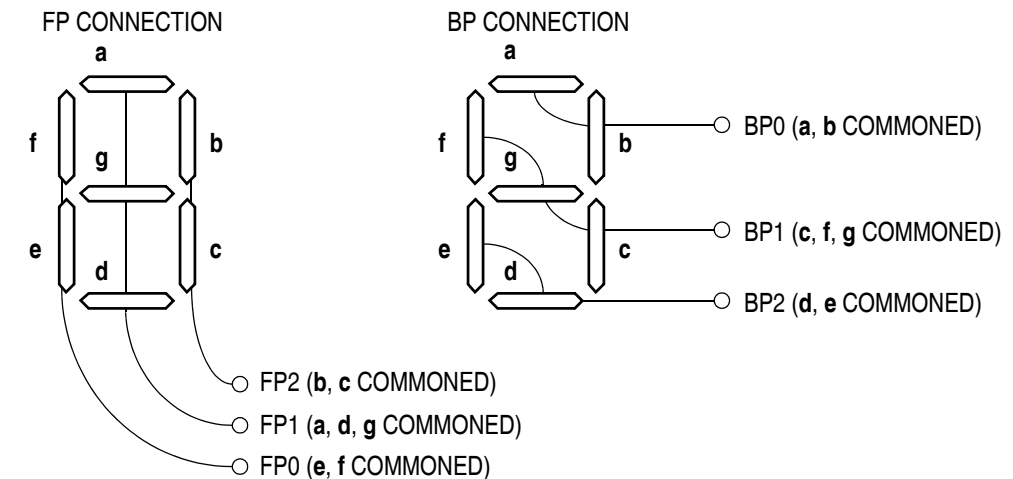 FP CONNECTION
a
f
b
g
e
c
d
FP2 (b, c COMMONED)
FP1 (a, d, g COMMONED)
FP0 (e, f COMMONED)
BP CONNECTION
a
f
b
g
e
c
d
BP0 (a, b COMMONED)
BP1 (c, f, g COMMONED)
BP2 (d, e COMMONED)